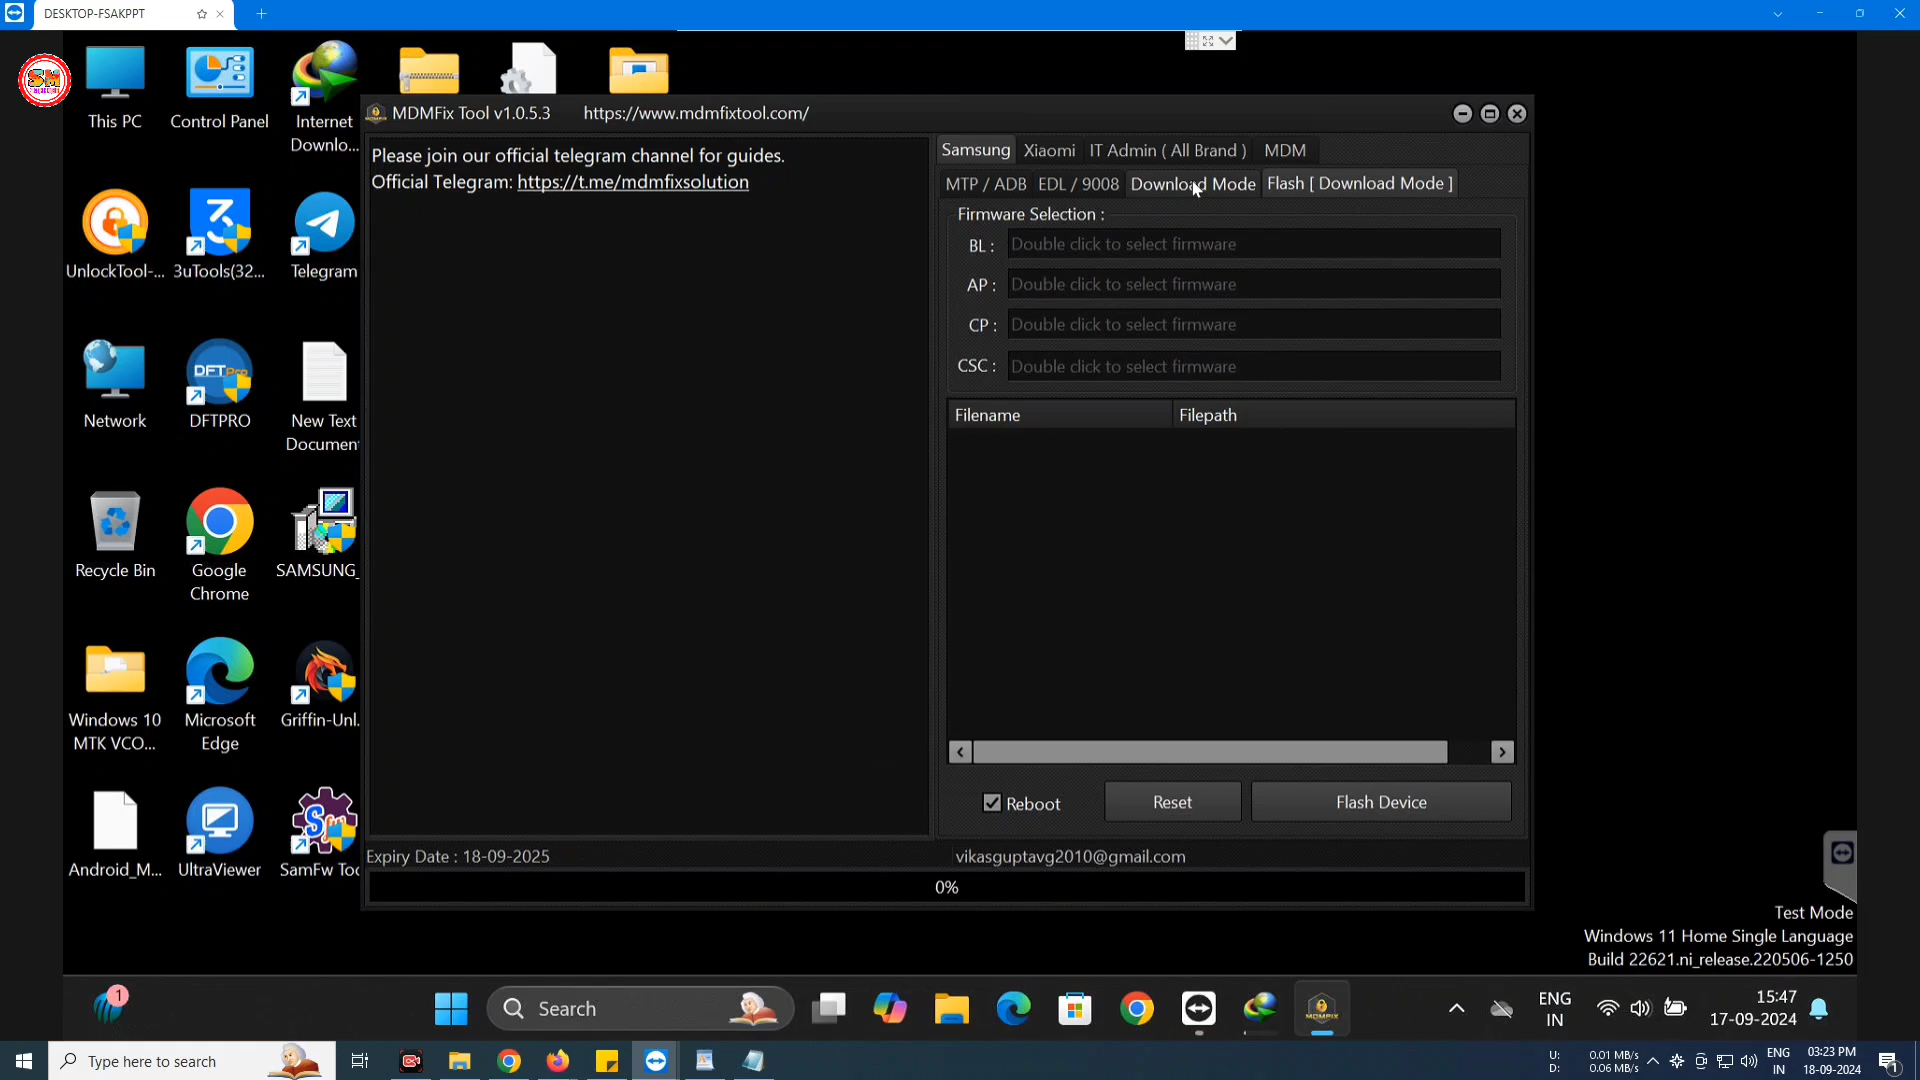 DESKTOP-FSAKPPT
SM
This PC
Control Panel
Internet
Downlo...
UnlockTool-...
3uTools(32...
Telegram
Network
DFT Pro
DFTPRO
New Text
Document
Recycle Bin
Google
Chrome
SAMSUNG_
Windows 10
MTK VCO...
Microsoft
Edge
Griffin-Unl.
Android_M...
UltraViewer
SamFw Too
MDMFix Tool v1.0.5.3
https://www.mdmfixtool.com/
Please join our official telegram channel for guides.
Official Telegram: https://t.me/mdmfixsolution
Samsung
Xiaomi
IT Admin ( All Brand )
MDM
MTP / ADB
EDL / 9008
Download Mode
Flash [ Download Mode ]
Firmware Selection :
BL : Double click to select firmware
AP : Double click to select firmware
CP : Double click to select firmware
CSC : Double click to select firmware
Filename
Filepath
Reboot
Reset
Flash Device
Expiry Date : 18-09-2025
vikasguptavg2010@gmail.com
0%
Test Mode
Windows 11 Home Single Language
Build 22621.ni_release.220506-1250
1
Search
MDMFIX
ENG
IN
15:47
17-09-2024
Type here to search
U: 0.01 MB/s
D: 0.06 MB/s
ENG
IN
03:23 PM
18-09-2024
1